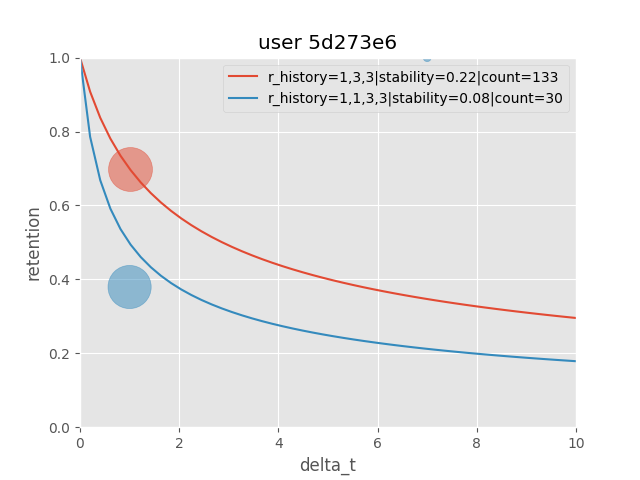 user 5d273e6
r_history=1,3,3|stability=0.22|count=133
r_history=1,1,3,3|stability=0.08|count=30
1.0
0.8
0.6
0.4
0.2
0.0
retention
0 2 4 6 8 10
delta_t